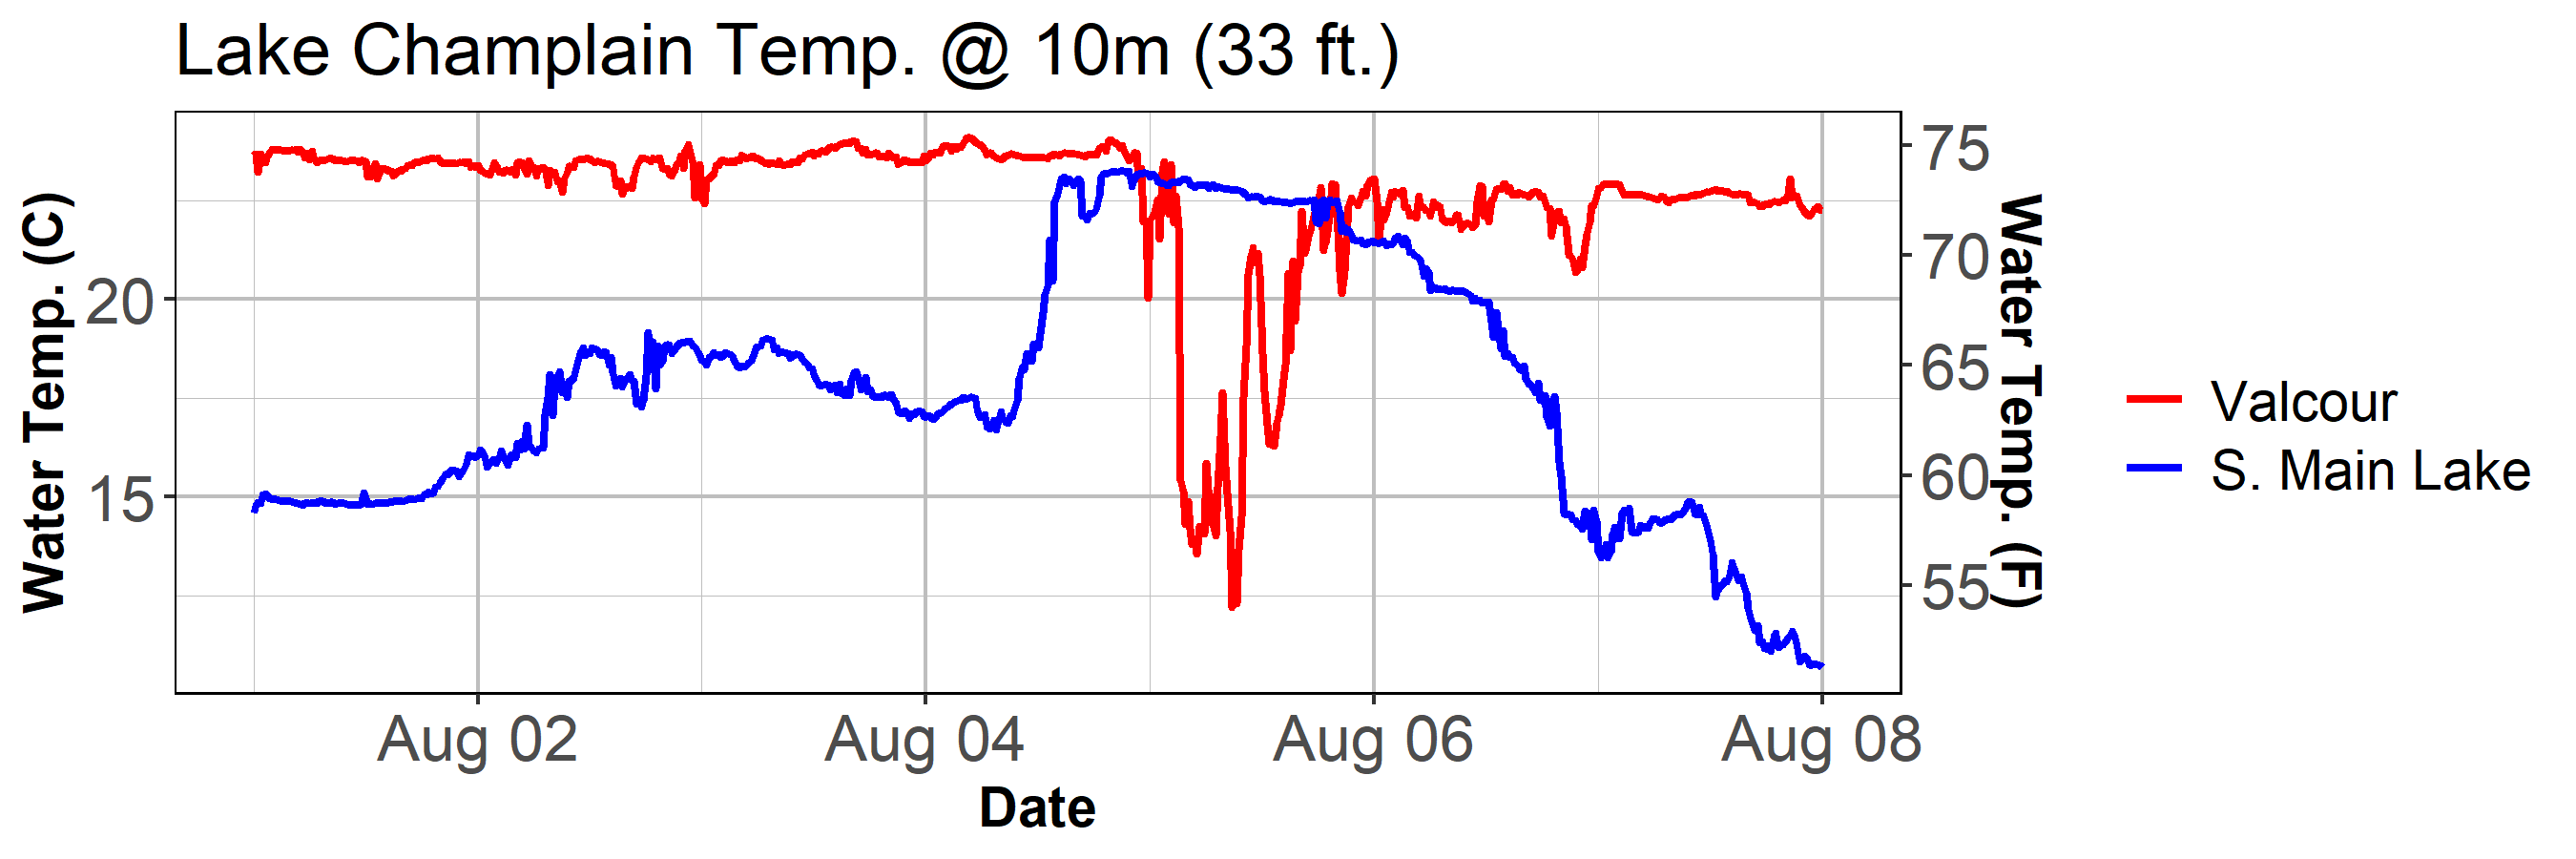 Lake Champlain Temp. @ 10m (33 ft.)
Water Temp. (C)
20
15
75
70
65
60
55
Water Temp. (F)
Aug 02
Aug 04
Aug 06
Aug 08
Date
Valcour
S. Main Lake